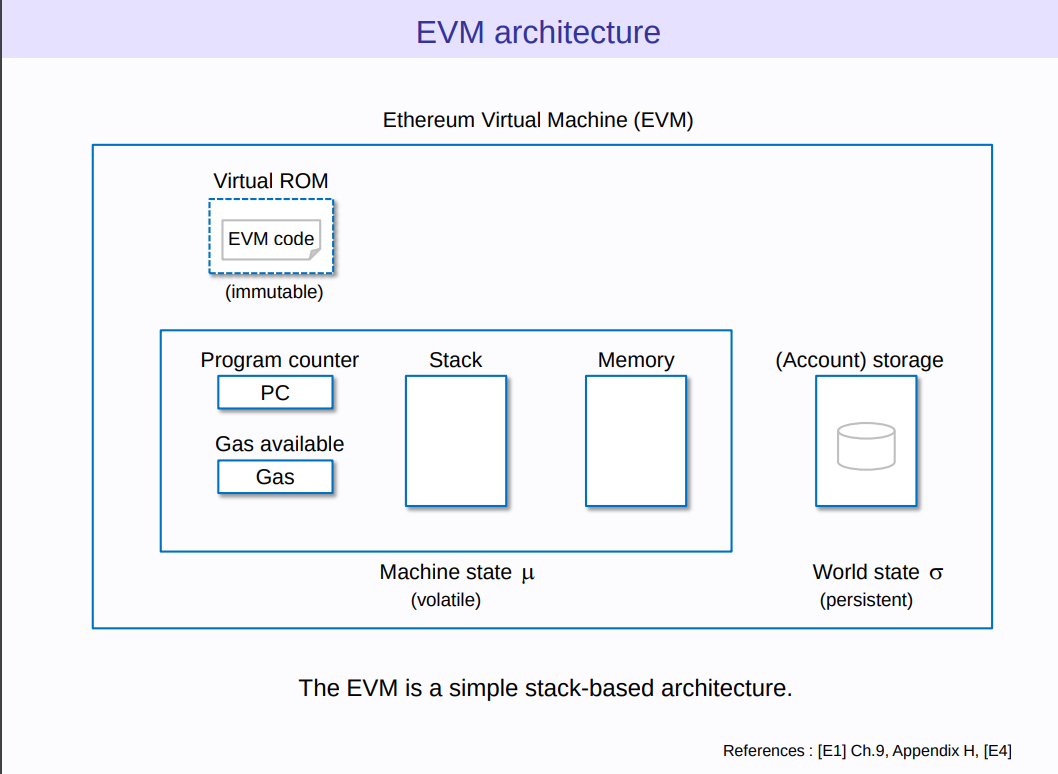 EVM architecture
Ethereum Virtual Machine (EVM)
Virtual ROM
EVM code
(immutable)
Program counter
PC
Gas available
Gas
Stack
Memory
(Account) storage
Machine state μ
(volatile)
World state σ
(persistent)
The EVM is a simple stack-based architecture.
References : [E1] Ch.9, Appendix H, [E4]